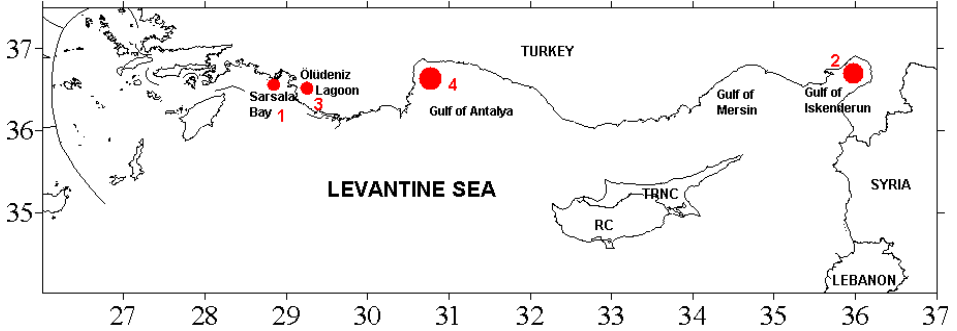 37
36
35
TURKEY
2
Ölüdeniz
Lagoon
3
Sarsala
Bay 1
4
Gulf of Antalya
Gulf of
Mersin
Gulf of
Iskenderun
LEVANTINE SEA
TRNC
RC
SYRIA
LEBANON
27 28 29 30 31 32 33 34 35 36 37